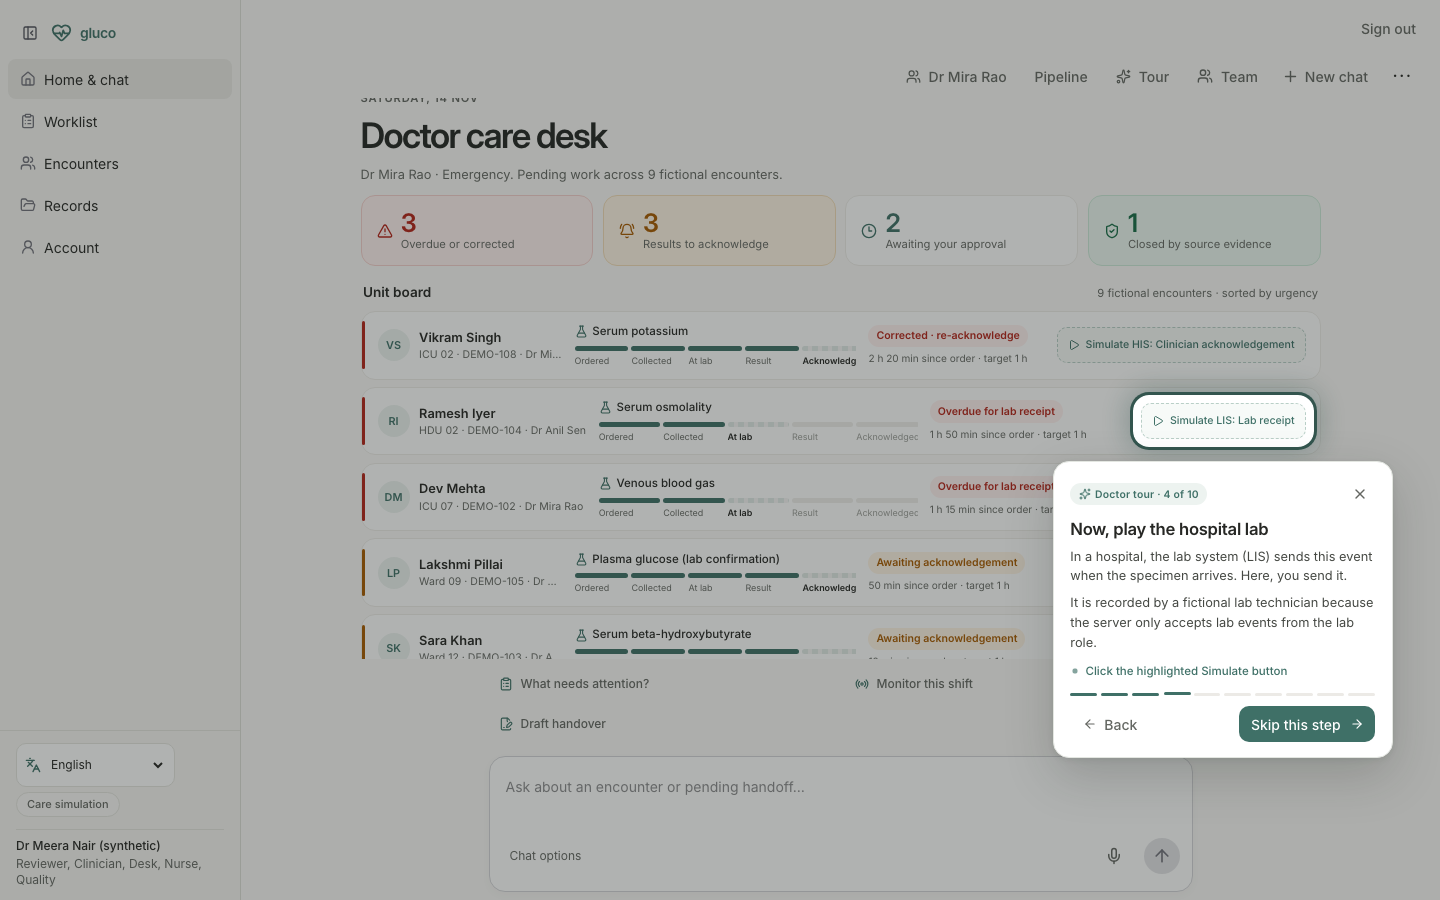 gluco
Home & chat
Worklist
Encounters
Records
Account
English
Care simulation
Dr Meera Nair (synthetic)
Reviewer, Clinician, Desk, Nurse,
Quality
Sign out
Dr Mira Rao
Pipeline
Tour
Team
New chat
SATURDAY, 14 NOV
Doctor care desk
Dr Mira Rao · Emergency. Pending work across 9 fictional encounters.
3
Overdue or corrected
3
Results to acknowledge
2
Awaiting your approval
1
Closed by source evidence
Unit board
9 fictional encounters · sorted by urgency
VS
Vikram Singh
ICU 02 · DEMO-108 · Dr Mi...
Serum potassium
Ordered
Collected
At lab
Result
Acknowledg
Corrected · re-acknowledge
2 h 20 min since order · target 1 h
Simulate HIS: Clinician acknowledgement
RI
Ramesh Iyer
HDU 02 · DEMO-104 · Dr Anil Sen
Serum osmolality
Ordered
Collected
At lab
Result
Acknowledged
Overdue for lab receipt
1 h 50 min since order · target 1 h
Simulate LIS: Lab receipt
DM
Dev Mehta
ICU 07 · DEMO-102 · Dr Mira Rao
Venous blood gas
Ordered
Collected
At lab
Result
Acknowledged
Overdue for lab receipt
1 h 15 min since order · tar
LP
Lakshmi Pillai
Ward 09 · DEMO-105 · Dr ...
Plasma glucose (lab confirmation)
Ordered
Collected
At lab
Result
Acknowledg
Awaiting acknowledgement
50 min since order · target 1 h
SK
Sara Khan
Ward 12 · DEMO-103 · Dr A
Serum beta-hydroxybutyrate
Awaiting acknowledgement
Doctor tour · 4 of 10
Now, play the hospital lab
In a hospital, the lab system (LIS) sends this event
when the specimen arrives. Here, you send it.
It is recorded by a fictional lab technician because
the server only accepts lab events from the lab
role.
Click the highlighted Simulate button
Back
Skip this step
What needs attention?
Monitor this shift
Draft handover
Ask about an encounter or pending handoff...
Chat options